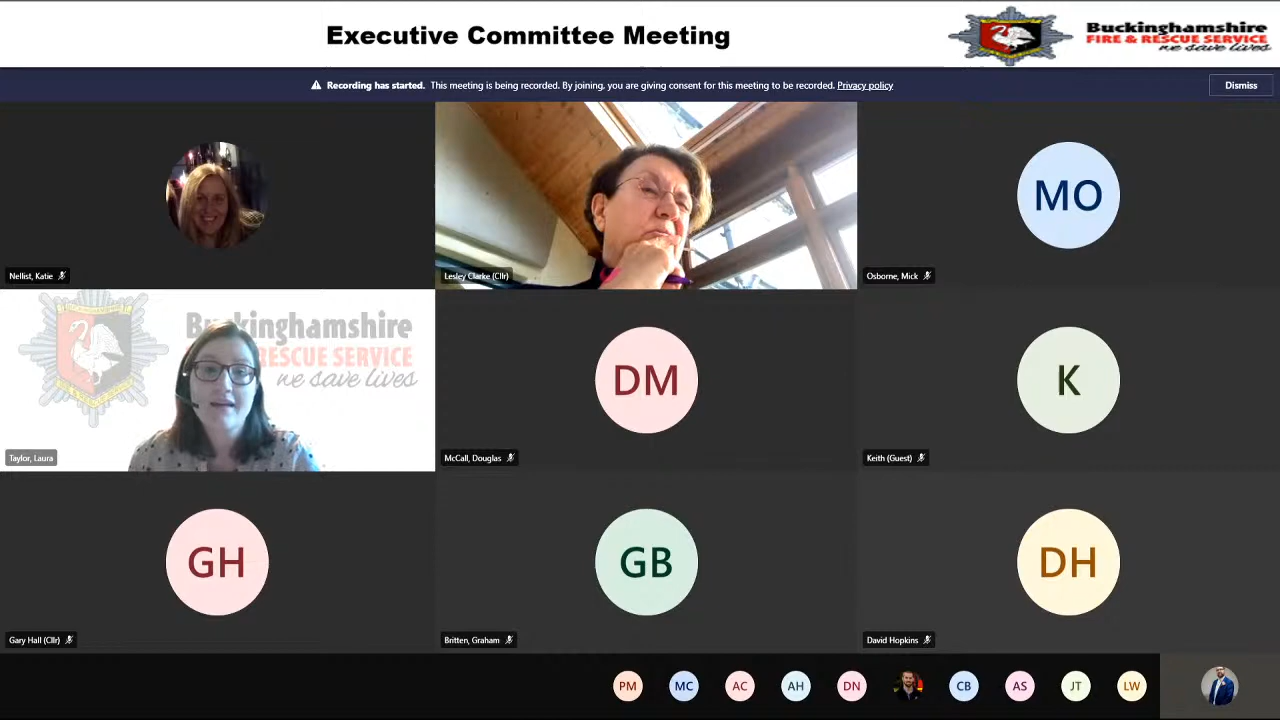 Executive Committee Meeting
Buckinghamshire
FIRE & RESCUE SERVICE
we save lives
Recording has started. This meeting is being recorded. By joining, you are giving consent for this meeting to be recorded. Privacy policy
Dismiss
Nellist, Katie
Lesley Clarke (Cllr)
MO
Osborne, Mick
Buckinghamshire
RESCUE SERVICE
we save lives
Taylor, Laura
DM
McCall, Douglas
K
Keith (Guest)
GH
Gary Hall (Cllr)
GB
Britten, Graham
DH
David Hopkins
PM
MC
AC
AH
DN
CB
AS
JT
LW